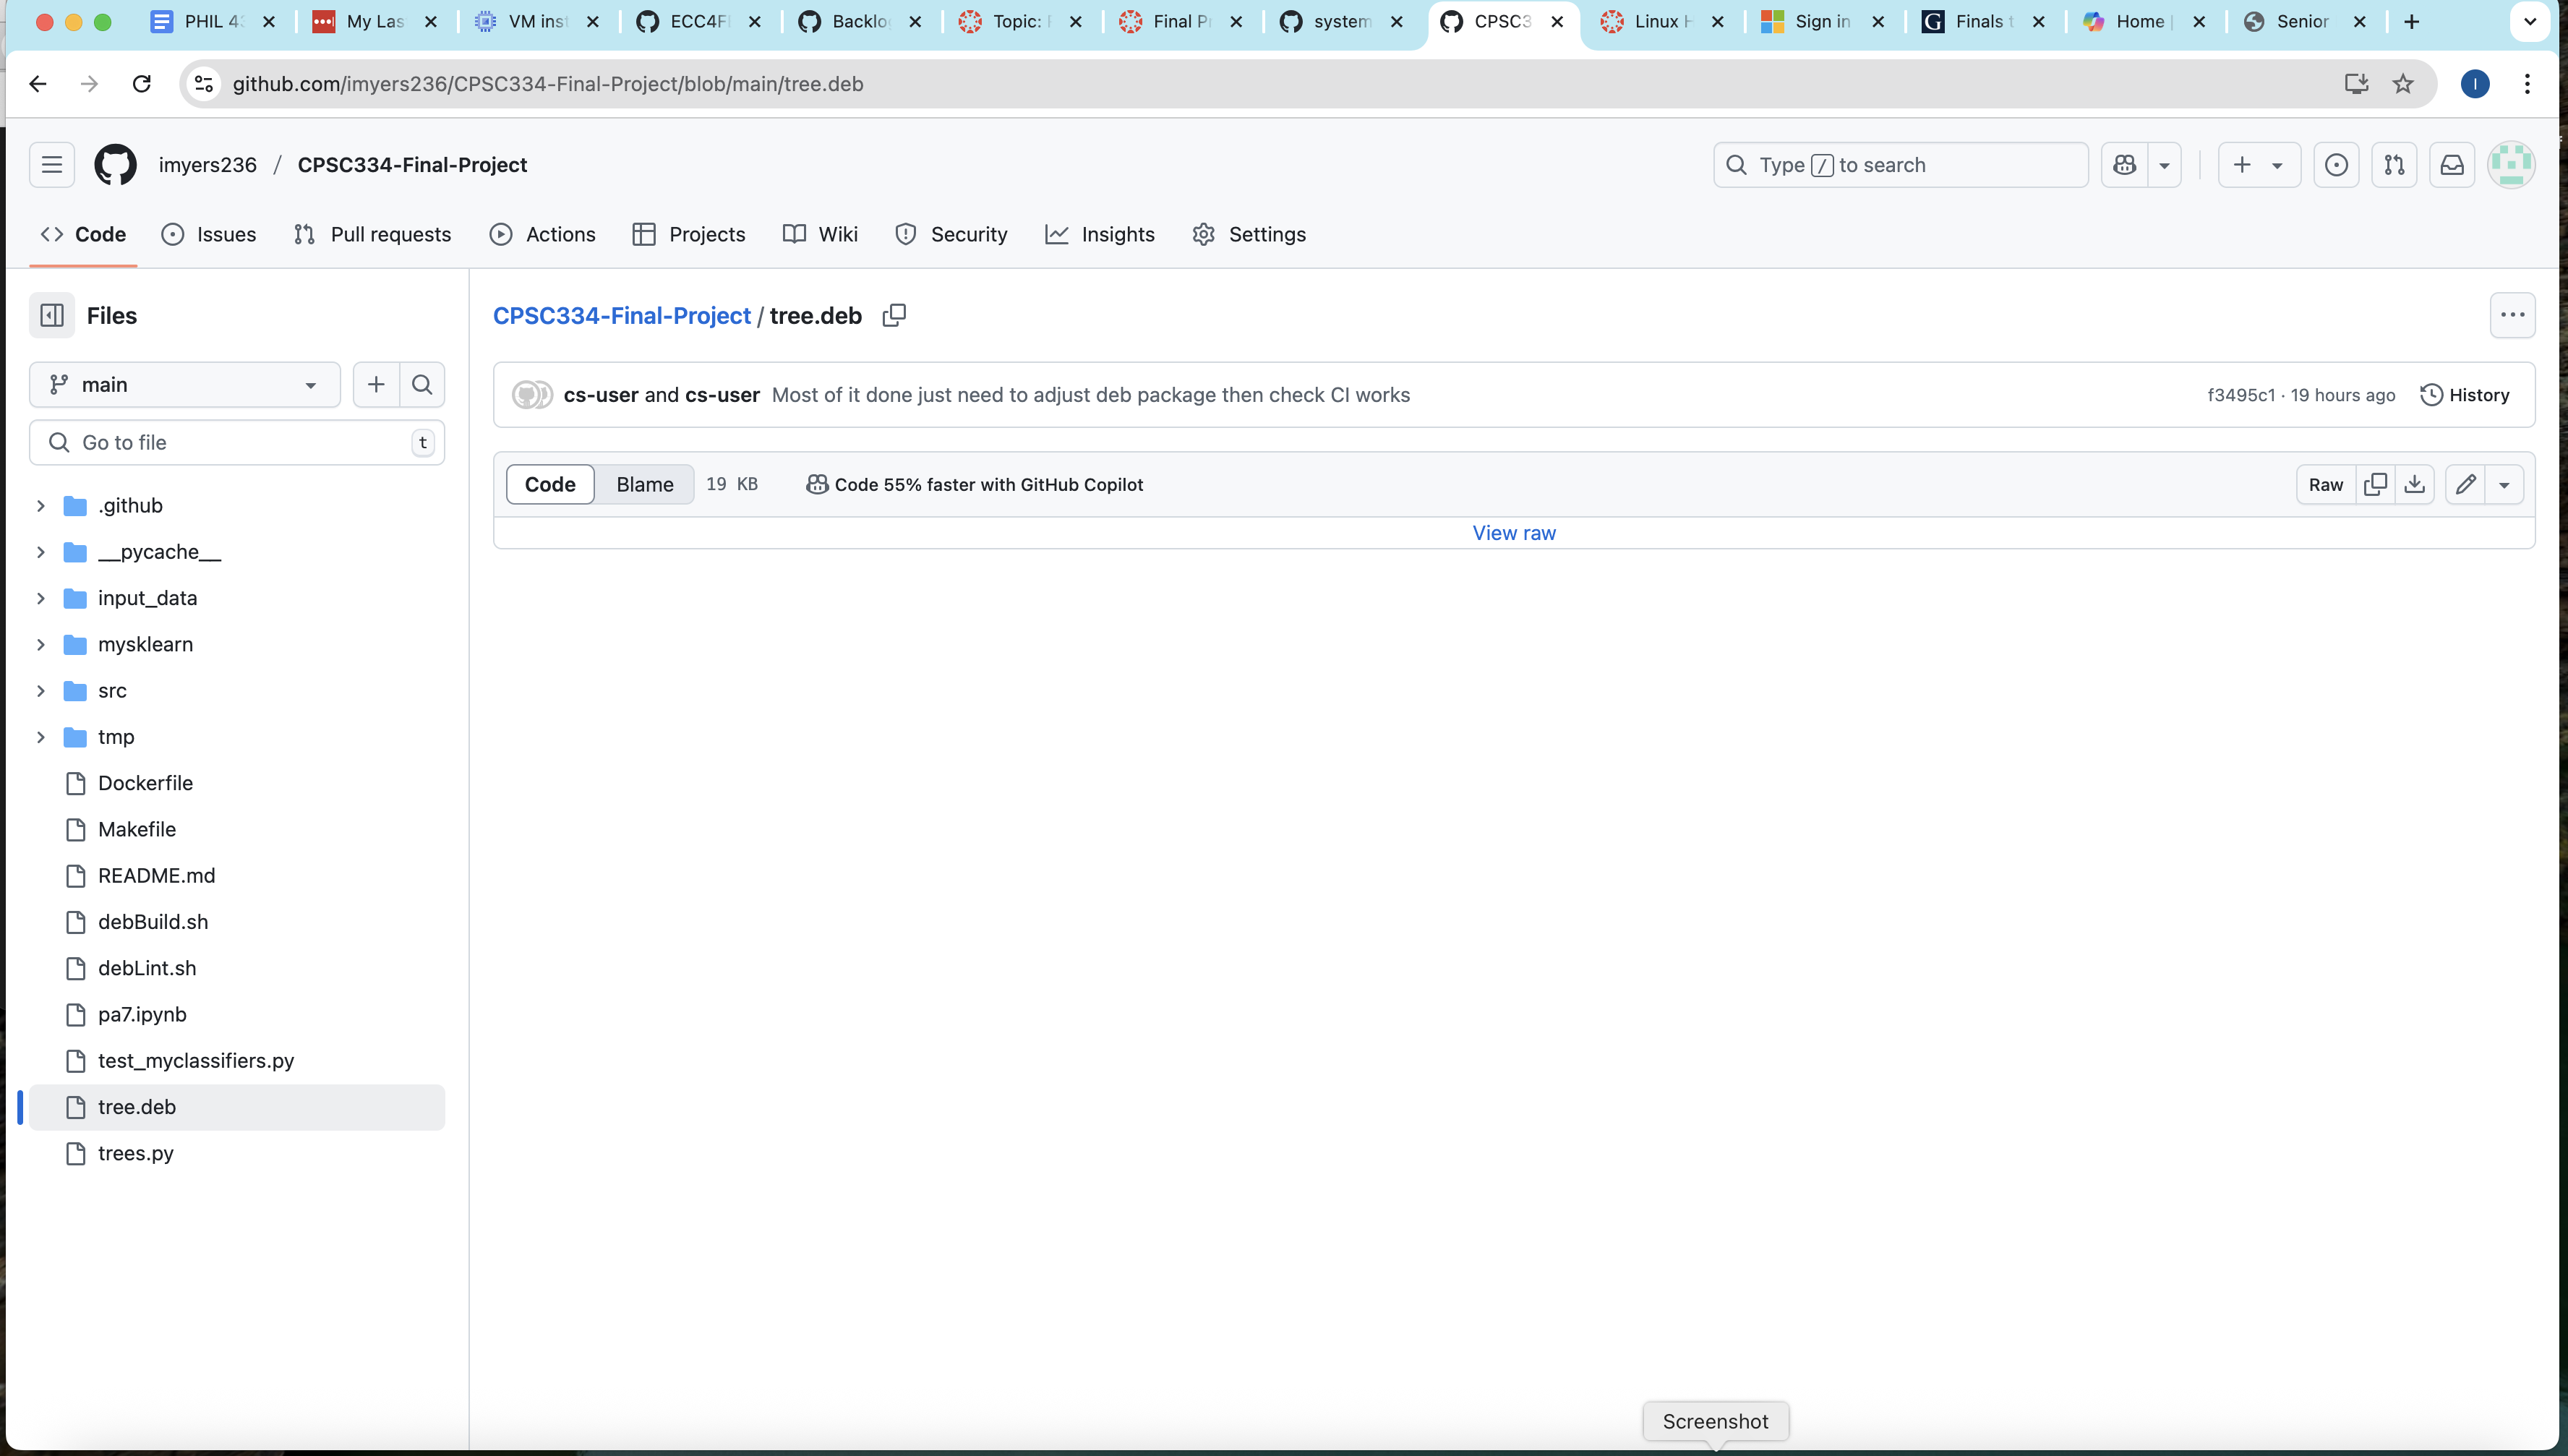 PHIL 43
My Las
VM inst
ECC4F
Backlo
Topic: F
Final Pr
system
CPSC3
Linux H
Sign in
Finals t
Home
Senior
github.com/imyers236/CPSC334-Final-Project/blob/main/tree.deb
I
imyers236 / CPSC334-Final-Project
Type / to search
Code Issues Pull requests Actions Projects Wiki Security Insights Settings
Files
main
Go to file t
.github
__pycache__
input_data
mysklearn
src
tmp
Dockerfile
Makefile
README.md
debBuild.sh
debLint.sh
pa7.ipynb
test_myclassifiers.py
tree.deb
trees.py
CPSC334-Final-Project / tree.deb
cs-user and cs-user Most of it done just need to adjust deb package then check CI works f3495c1 · 19 hours ago History
Code Blame 19 KB Code 55% faster with GitHub Copilot Raw
View raw
Screenshot